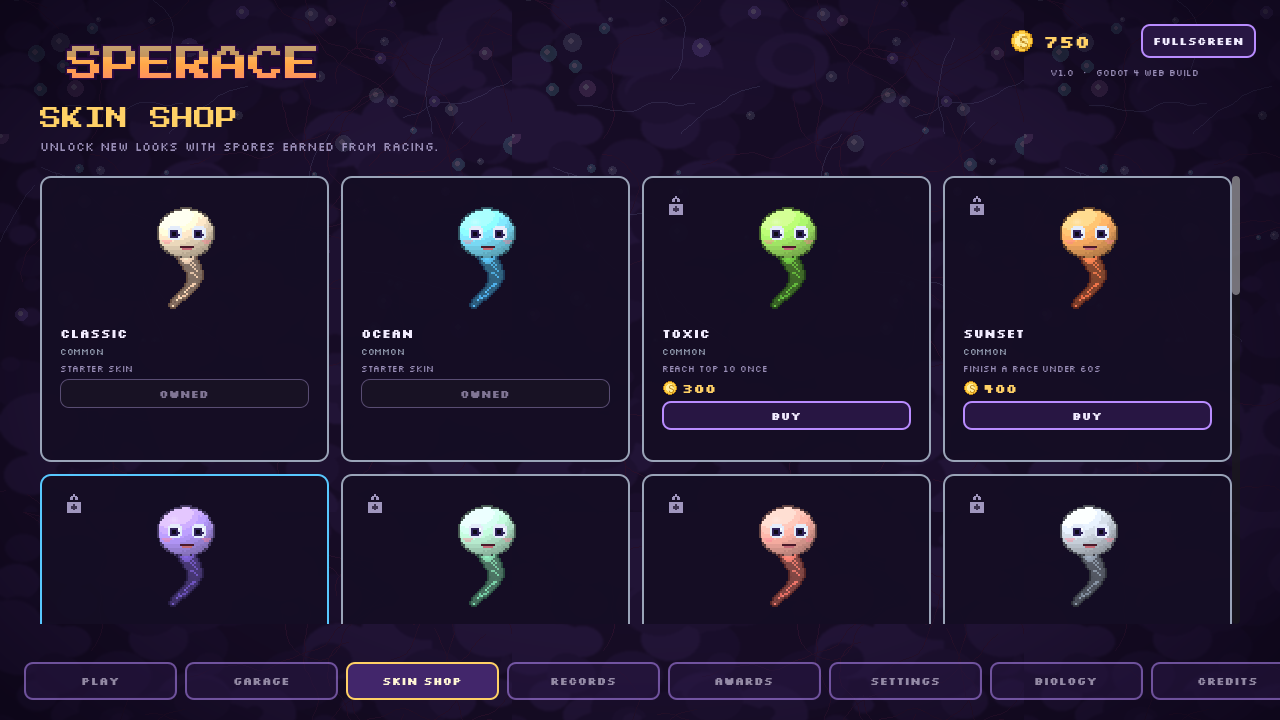 SPERACE
750
FULLSCREEN
V1.0 · GODOT 4 WEB BUILD
SKIN SHOP
UNLOCK NEW LOOKS WITH SPORES EARNED FROM RACING.
CLASSIC
COMMON
STARTER SKIN
OWNED
OCEAN
COMMON
STARTER SKIN
OWNED
TOXIC
COMMON
REACH TOP 10 ONCE
300
BUY
SUNSET
COMMON
FINISH A RACE UNDER 60S
400
BUY
PLAY
GARAGE
SKIN SHOP
RECORDS
AWARDS
SETTINGS
BIOLOGY
CREDITS